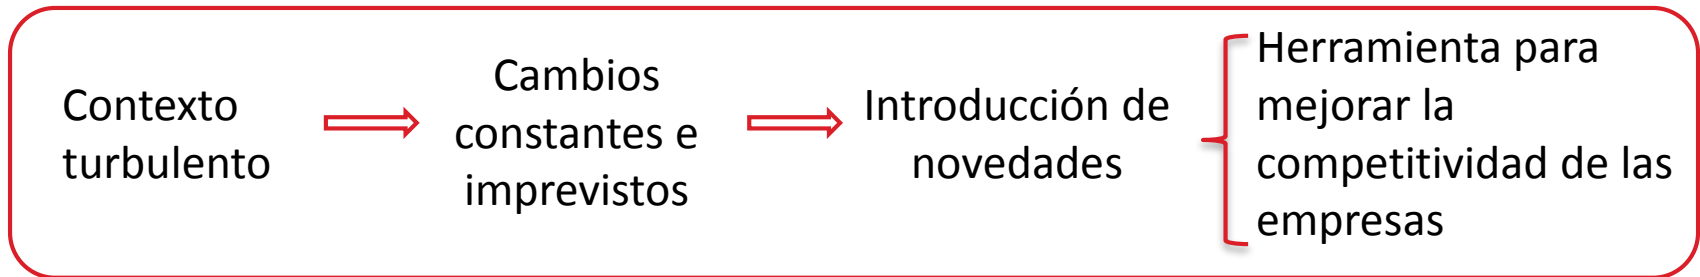 Contexto
turbulento
Cambios
constantes e
imprevistos
Introducción de
novedades
Herramienta para
mejorar la
competitividad de las
empresas